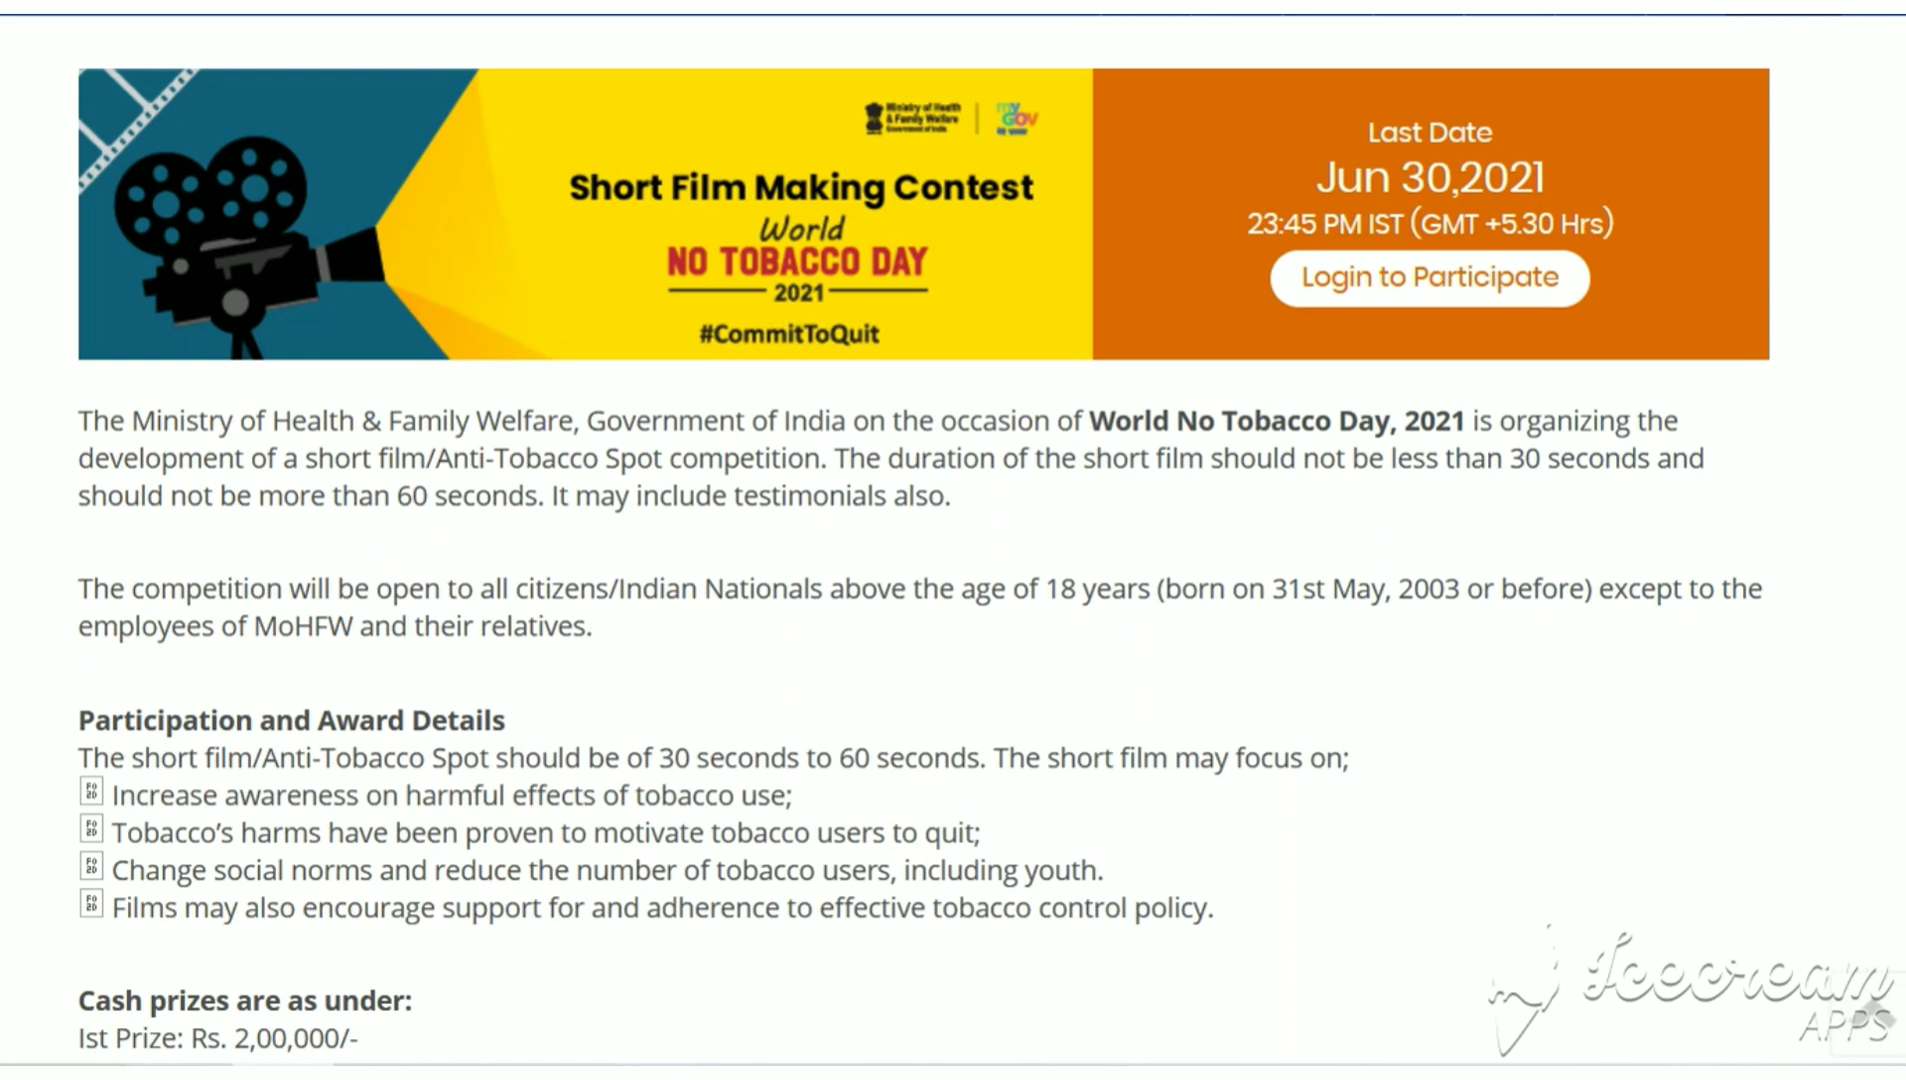 Ministry of Health
& Family Welfare
Government of India
my
GOV
Short Film Making Contest
World
NO TOBACCO DAY
2021
#CommitToQuit
Last Date
Jun 30,2021
23:45 PM IST (GMT +5.30 Hrs)
Login to Participate
The Ministry of Health & Family Welfare, Government of India on the occasion of World No Tobacco Day, 2021 is organizing the
development of a short film/Anti-Tobacco Spot competition. The duration of the short film should not be less than 30 seconds and
should not be more than 60 seconds. It may include testimonials also.
The competition will be open to all citizens/Indian Nationals above the age of 18 years (born on 31st May, 2003 or before) except to the
employees of MoHFW and their relatives.
Participation and Award Details
The short film/Anti-Tobacco Spot should be of 30 seconds to 60 seconds. The short film may focus on;
Increase awareness on harmful effects of tobacco use;
Tobacco’s harms have been proven to motivate tobacco users to quit;
Change social norms and reduce the number of tobacco users, including youth.
Films may also encourage support for and adherence to effective tobacco control policy.
Cash prizes are as under:
Ist Prize: Rs. 2,00,000/-
Icecream
APPS